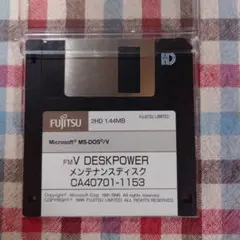 HD
FUJITSU 2HD 1.44MB FUJITSU LIMITED
Microsoft® MS-DOS®/V
FMV DESKPOWER
メンテナンスディスク
CA40701-1153